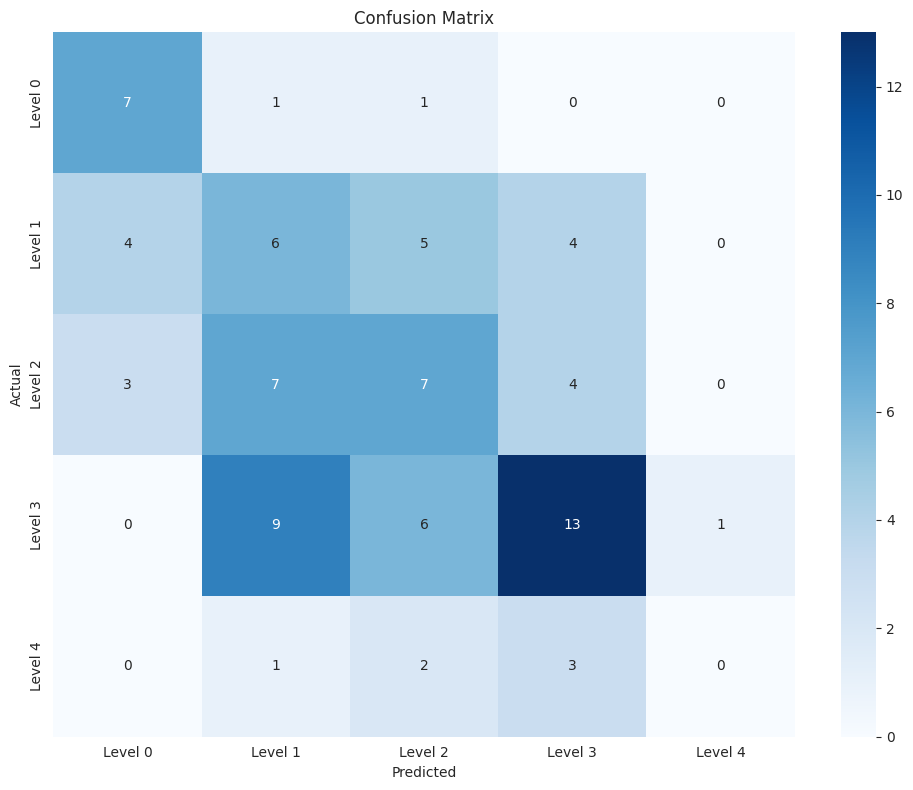 Confusion Matrix
Level 0 7 1 1 0 0
Level 1 4 6 5 4 0
Level 2 3 7 7 4 0
Level 3 0 9 6 13 1
Level 4 0 1 2 3 0
Level 0 Level 1 Level 2 Level 3 Level 4
Predicted
Actual
12
10
8
6
4
2
0